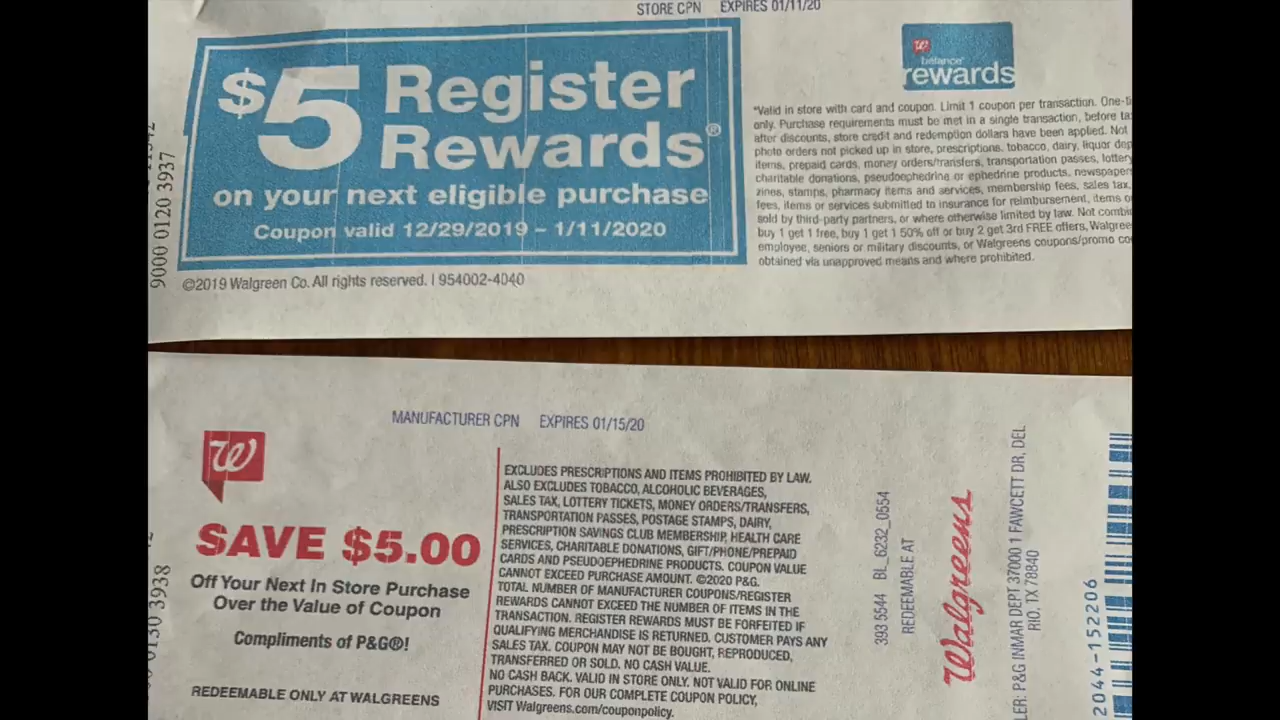 STORE CPN EXPIRES 01/11/20
$5 Register
Rewards®
on your next eligible purchase
Coupon valid 12/29/2019 – 1/11/2020
©2019 Walgreen Co. All rights reserved. | 954002-4040
9000 0120 3937
W
balance®
rewards
*Valid in store with card and coupon. Limit 1 coupon per transaction. One-ti
only. Purchase requirements must be met in a single transaction, before ta
after discounts, store credit and redemption dollars have been applied. Not
photo orders not picked up in store, prescriptions, tobacco, dairy, liquor dep
items, prepaid cards, money orders/transfers, transportation passes, lottery
charitable donations, pseudoephedrine or ephedrine products, newspaper
zines, stamps, pharmacy items and services, membership fees, sales tax,
fees, items or services submitted to insurance for reimbursement, items o
sold by third-party partners, or where otherwise limited by law. Not combi
buy 1 get 1 free, buy 1 get 1 50% off or buy 2 get 3rd FREE offers, Walgree
employee, seniors or military discounts, or Walgreens coupons/promo co
obtained via unapproved means and where prohibited.
MANUFACTURER CPN EXPIRES 01/15/20
W
SAVE $5.00
Off Your Next In Store Purchase
Over the Value of Coupon
Compliments of P&G®!
REDEEMABLE ONLY AT WALGREENS
0130 3938
EXCLUDES PRESCRIPTIONS AND ITEMS PROHIBITED BY LAW.
ALSO EXCLUDES TOBACCO, ALCOHOLIC BEVERAGES,
SALES TAX, LOTTERY TICKETS, MONEY ORDERS/TRANSFERS,
TRANSPORTATION PASSES, POSTAGE STAMPS, DAIRY,
PRESCRIPTION SAVINGS CLUB MEMBERSHIP, HEALTH CARE
SERVICES, CHARITABLE DONATIONS, GIFT/PHONE/PREPAID
CARDS AND PSEUDOEPHEDRINE PRODUCTS. COUPON VALUE
CANNOT EXCEED PURCHASE AMOUNT. ©2020 P&G.
TOTAL NUMBER OF MANUFACTURER COUPONS/REGISTER
REWARDS CANNOT EXCEED THE NUMBER OF ITEMS IN THE
TRANSACTION. REGISTER REWARDS MUST BE FORFEITED IF
QUALIFYING MERCHANDISE IS RETURNED. CUSTOMER PAYS ANY
SALES TAX. COUPON MAY NOT BE BOUGHT, REPRODUCED,
TRANSFERRED OR SOLD. NO CASH VALUE.
NO CASH BACK. VALID IN STORE ONLY. NOT VALID FOR ONLINE
PURCHASES. FOR OUR COMPLETE COUPON POLICY,
VISIT Walgreens.com/couponpolicy.
393 5544 BL_6232_0554
REDEEMABLE AT
Walgreens
LER: P&G INMAR DEPT 37000 1 FAWCETT DR, DEL
RIO, TX 78840
2044-152206